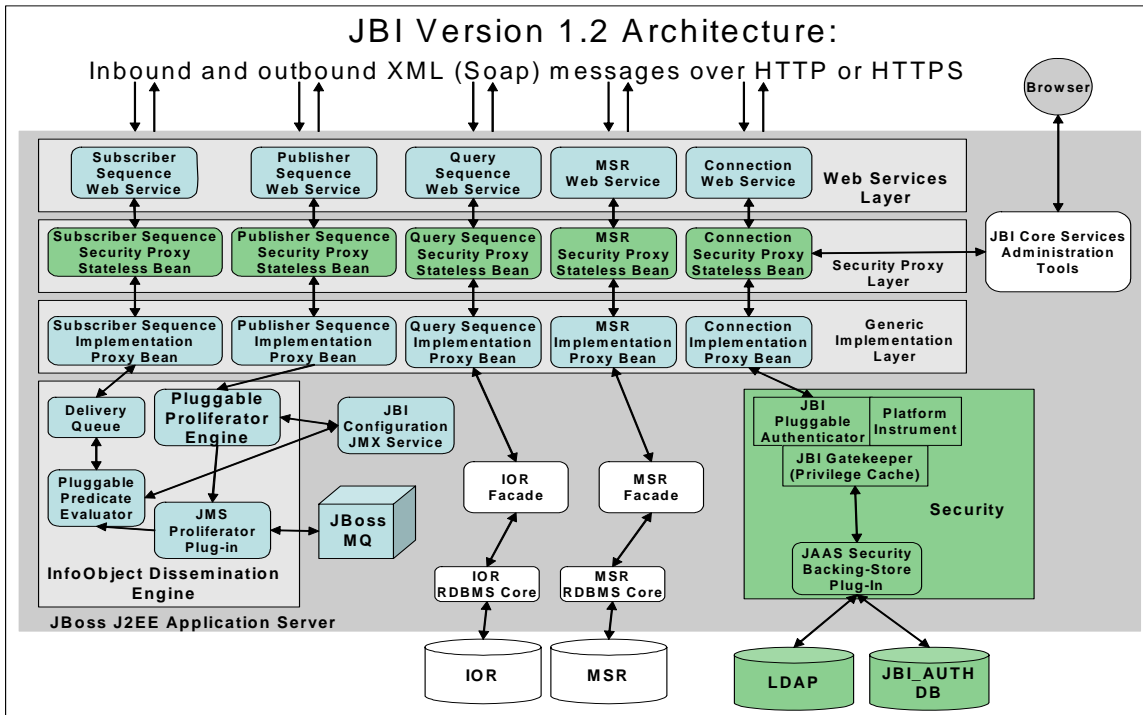 JBI Version 1.2 Architecture:
Inbound and outbound XML (Soap) messages over HTTP or HTTPS
Browser
Subscriber
Sequence
Web Service
Publisher
Sequence
Web Service
Query
Sequence
Web Service
MSR
Web Service
Connection
Web Service
Web Services
Layer
Subscriber Sequence
Security Proxy
Stateless Bean
Publisher Sequence
Security Proxy
Stateless Bean
Query Sequence
Security Proxy
Stateless Bean
MSR
Security Proxy
Stateless Bean
Connection
Security Proxy
Stateless Bean
Security Proxy
Layer
JBI Core Services
Administration
Tools
Subscriber Sequence
Implementation
Proxy Bean
Publisher Sequence
Implementation
Proxy Bean
Query Sequence
Implementation
Proxy Bean
MSR
Implementation
Proxy Bean
Connection
Implementation
Proxy Bean
Generic
Implementation
Layer
Delivery
Queue
Pluggable
Proliferator
Engine
JBI
Configuration
JMX Service
JBI
Pluggable
Authenticator
Platform
Instrument
JBI Gatekeeper
(Privilege Cache)
Pluggable
Predicate
Evaluator
JMS
Proliferator
Plug-in
JBoss
MQ
IOR
Facade
MSR
Facade
Security
InfoObject Dissemination
Engine
IOR
RDBMS Core
MSR
RDBMS Core
JAAS Security
Backing-Store
Plug-In
JBoss J2EE Application Server
IOR
MSR
LDAP
JBI_AUTH
DB